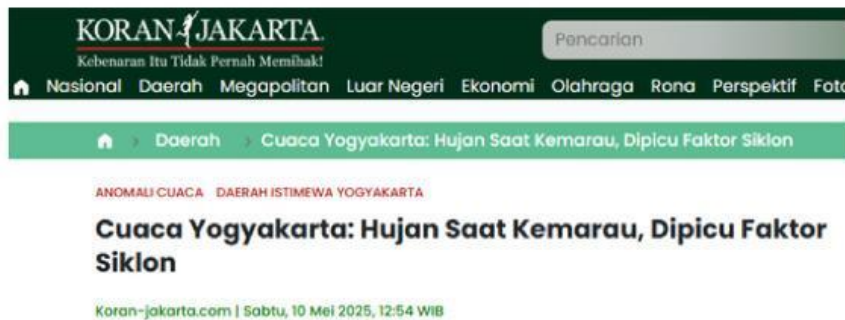 KORAN JAKARTA.
Kebenaran Itu Tidak Pernah Memihak!
Pencarian
Nasional Daerah Megapolitan Luar Negeri Ekonomi Olahraga Rona Perspektif Foto
Daerah > Cuaca Yogyakarta: Hujan Saat Kemarau, Dipicu Faktor Siklon
ANOMALI CUACA DAERAH ISTIMEWA YOGYAKARTA
Cuaca Yogyakarta: Hujan Saat Kemarau, Dipicu Faktor
Siklon
Koran-jakarta.com | Sabtu, 10 Mei 2025, 12:54 WIB